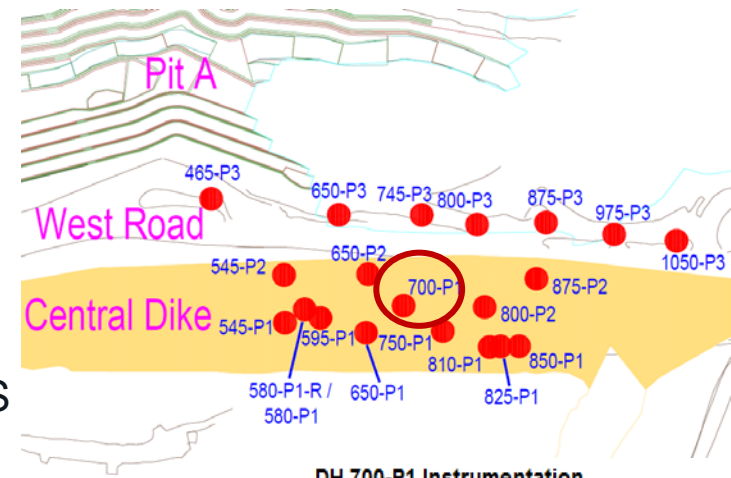 Pit A
465-P3
650-P3
745-P3
800-P3
875-P3
975-P3
1050-P3
West Road
650-P2
545-P2
700-P1
875-P2
800-P2
Central Dike
545-P1
595-P1
750-P1
810-P1
850-P1
580-P1-R /
580-P1
650-P1
825-P1
S
DH 700-P1 Instrumentation